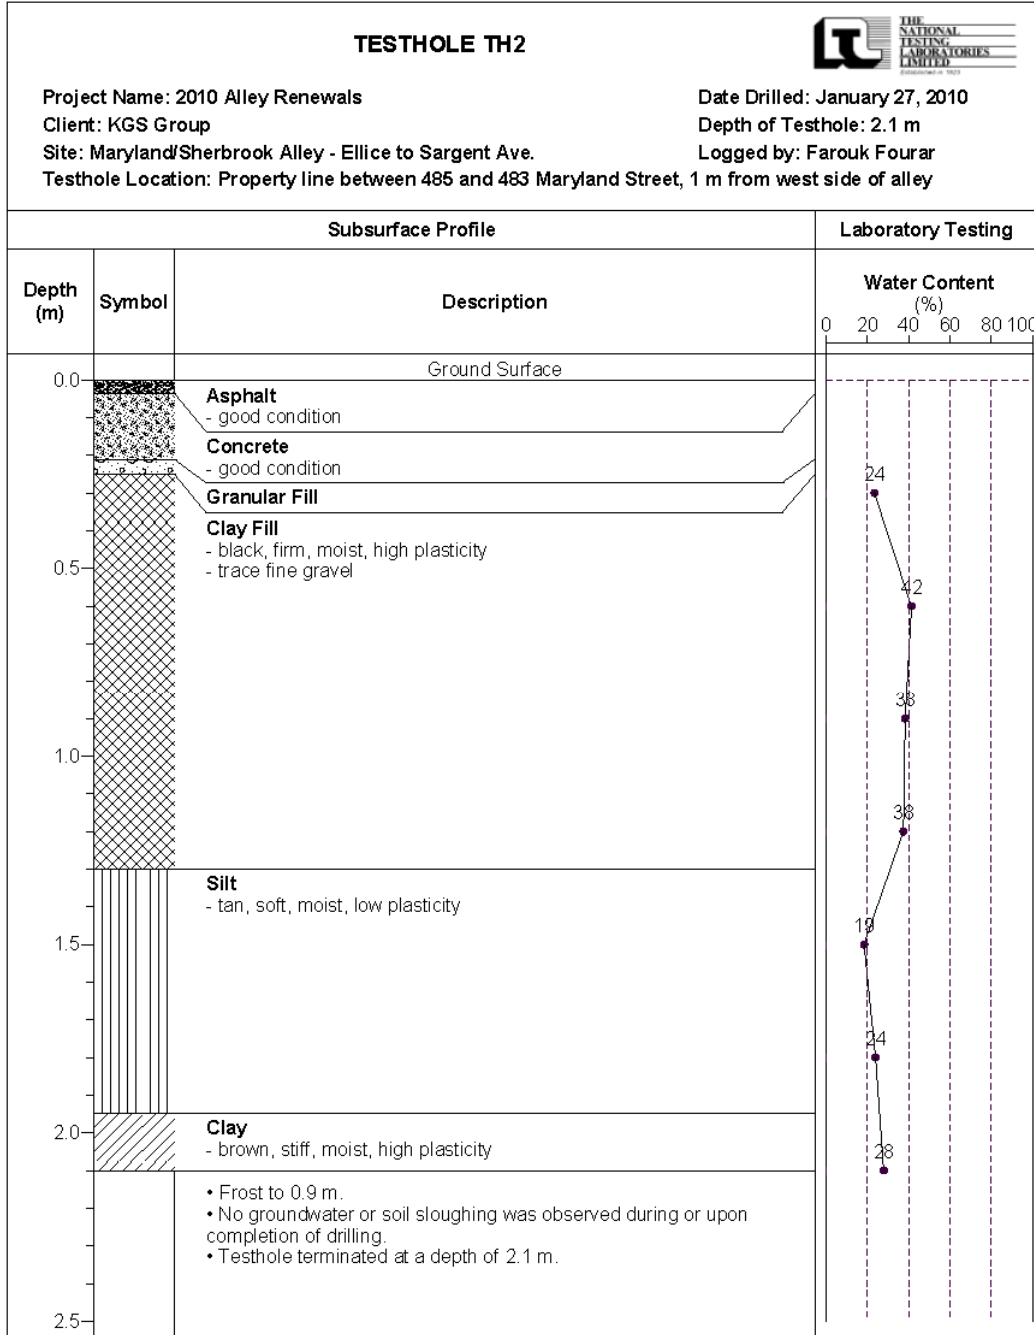 TESTHOLE TH2
THE
NATIONAL
TESTING
LABORATORIES
LIMITED
Established in 1923
Project Name: 2010 Alley Renewals
Date Drilled: January 27, 2010
Client: KGS Group
Depth of Testhole: 2.1 m
Site: Maryland/Sherbrook Alley - Ellice to Sargent Ave.
Logged by: Farouk Fourar
Testhole Location: Property line between 485 and 483 Maryland Street, 1 m from west side of alley
Subsurface Profile
Laboratory Testing
Depth
(m)
Symbol
Description
Water Content
(%)
0 20 40 60 80 100
Ground Surface
0.0
Asphalt
- good condition
Concrete
- good condition
24
Granular Fill
Clay Fill
- black, firm, moist, high plasticity
0.5
- trace fine gravel
42
38
1.0
38
Silt
- tan, soft, moist, low plasticity
19
1.5
24
Clay
2.0
- brown, stiff, moist, high plasticity
28
• Frost to 0.9 m.
• No groundwater or soil sloughing was observed during or upon
completion of drilling.
• Testhole terminated at a depth of 2.1 m.
2.5